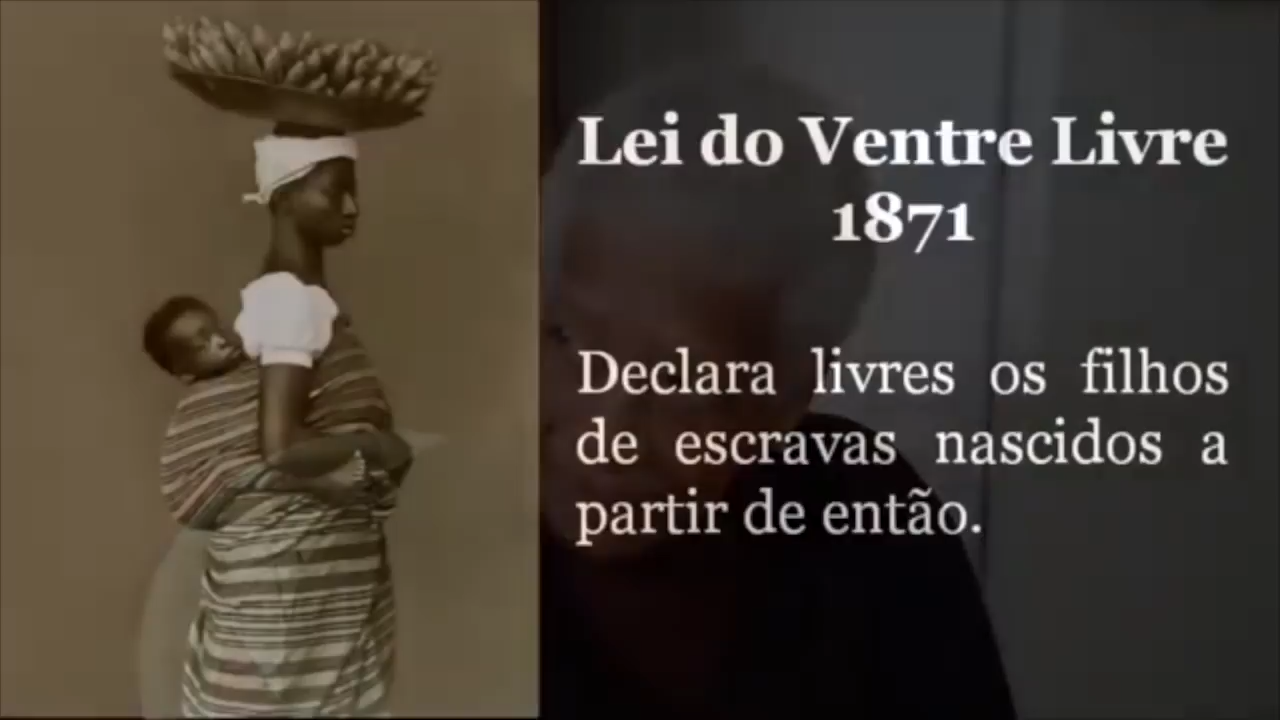 Lei do Ventre Livre
1871
Declara livres os filhos
de escravas nascidos a
partir de então.